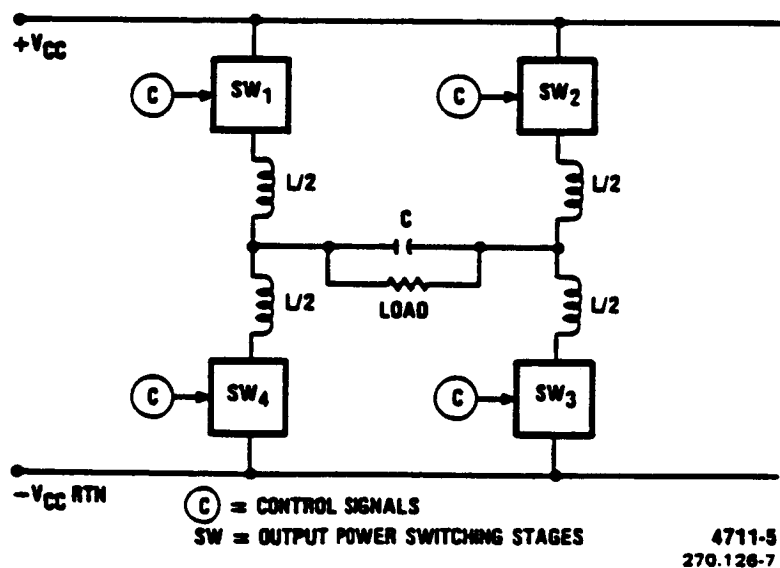 +VCC
C
SW1
C
SW2
L/2
L/2
C
LOAD
L/2
L/2
C
SW4
C
SW3
-VCC RTN
C = CONTROL SIGNALS
SW = OUTPUT POWER SWITCHING STAGES
4711-5
270.126-7